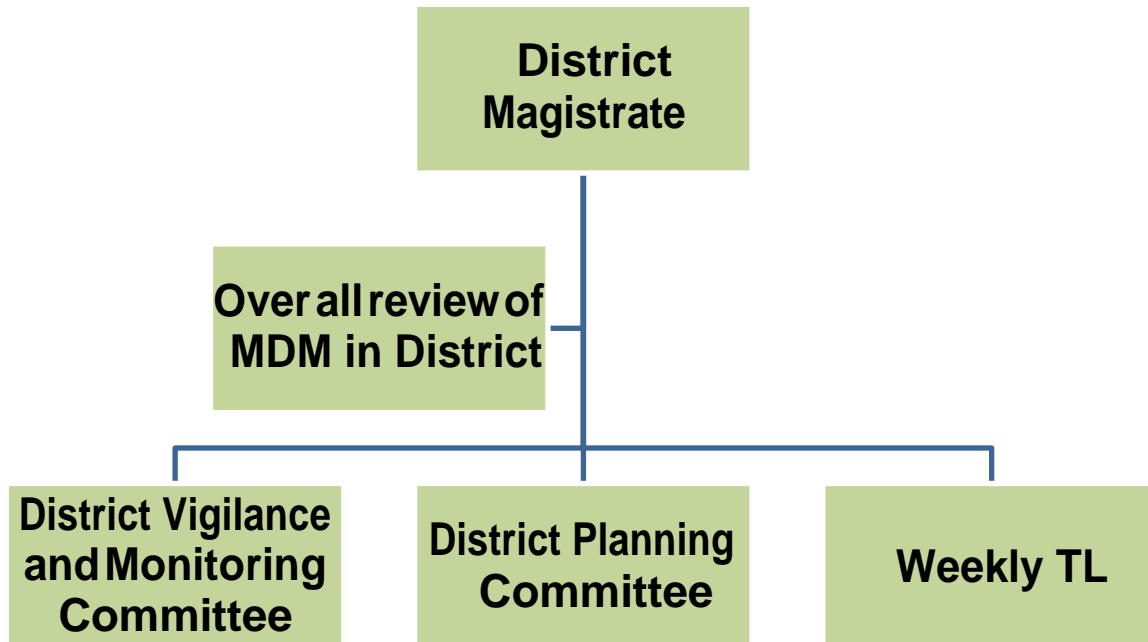 District
Magistrate
Over all review of
MDM in District
District Vigilance
and Monitoring
Committee
District Planning
Committee
Weekly TL